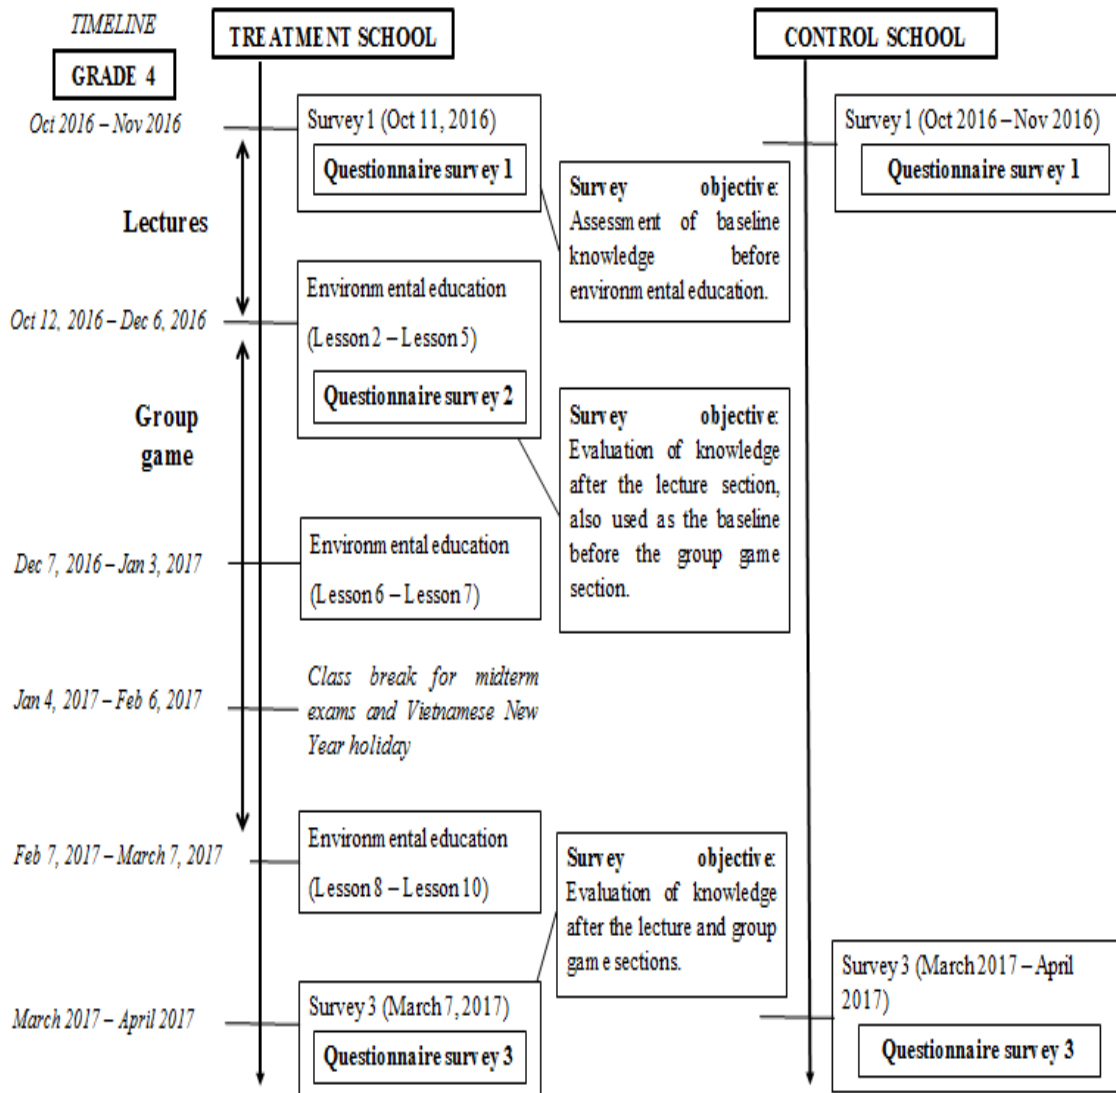 TIMELINE
GRADE 4
TREATMENT SCHOOL
CONTROL SCHOOL
Oct 2016 – Nov 2016
Survey 1 (Oct 11, 2016)
Questionnaire survey 1
Survey 1 (Oct 2016 – Nov 2016)
Questionnaire survey 1
Survey objective:
Assessment of baseline
knowledge before
environmental education.
Lectures
Oct 12, 2016 – Dec 6, 2016
Environmental education
(Lesson 2 – Lesson 5)
Questionnaire survey 2
Survey objective:
Evaluation of knowledge
after the lecture section,
also used as the baseline
before the group game
section.
Group
game
Dec 7, 2016 – Jan 3, 2017
Environmental education
(Lesson 6 – Lesson 7)
Jan 4, 2017 – Feb 6, 2017
Class break for midterm
exams and Vietnamese New
Year holiday
Feb 7, 2017 – March 7, 2017
Environmental education
(Lesson 8 – Lesson 10)
Survey objective:
Evaluation of knowledge
after the lecture and group
game sections.
March 2017 – April 2017
Survey 3 (March 7, 2017)
Questionnaire survey 3
Survey 3 (March 2017 – April
2017)
Questionnaire survey 3